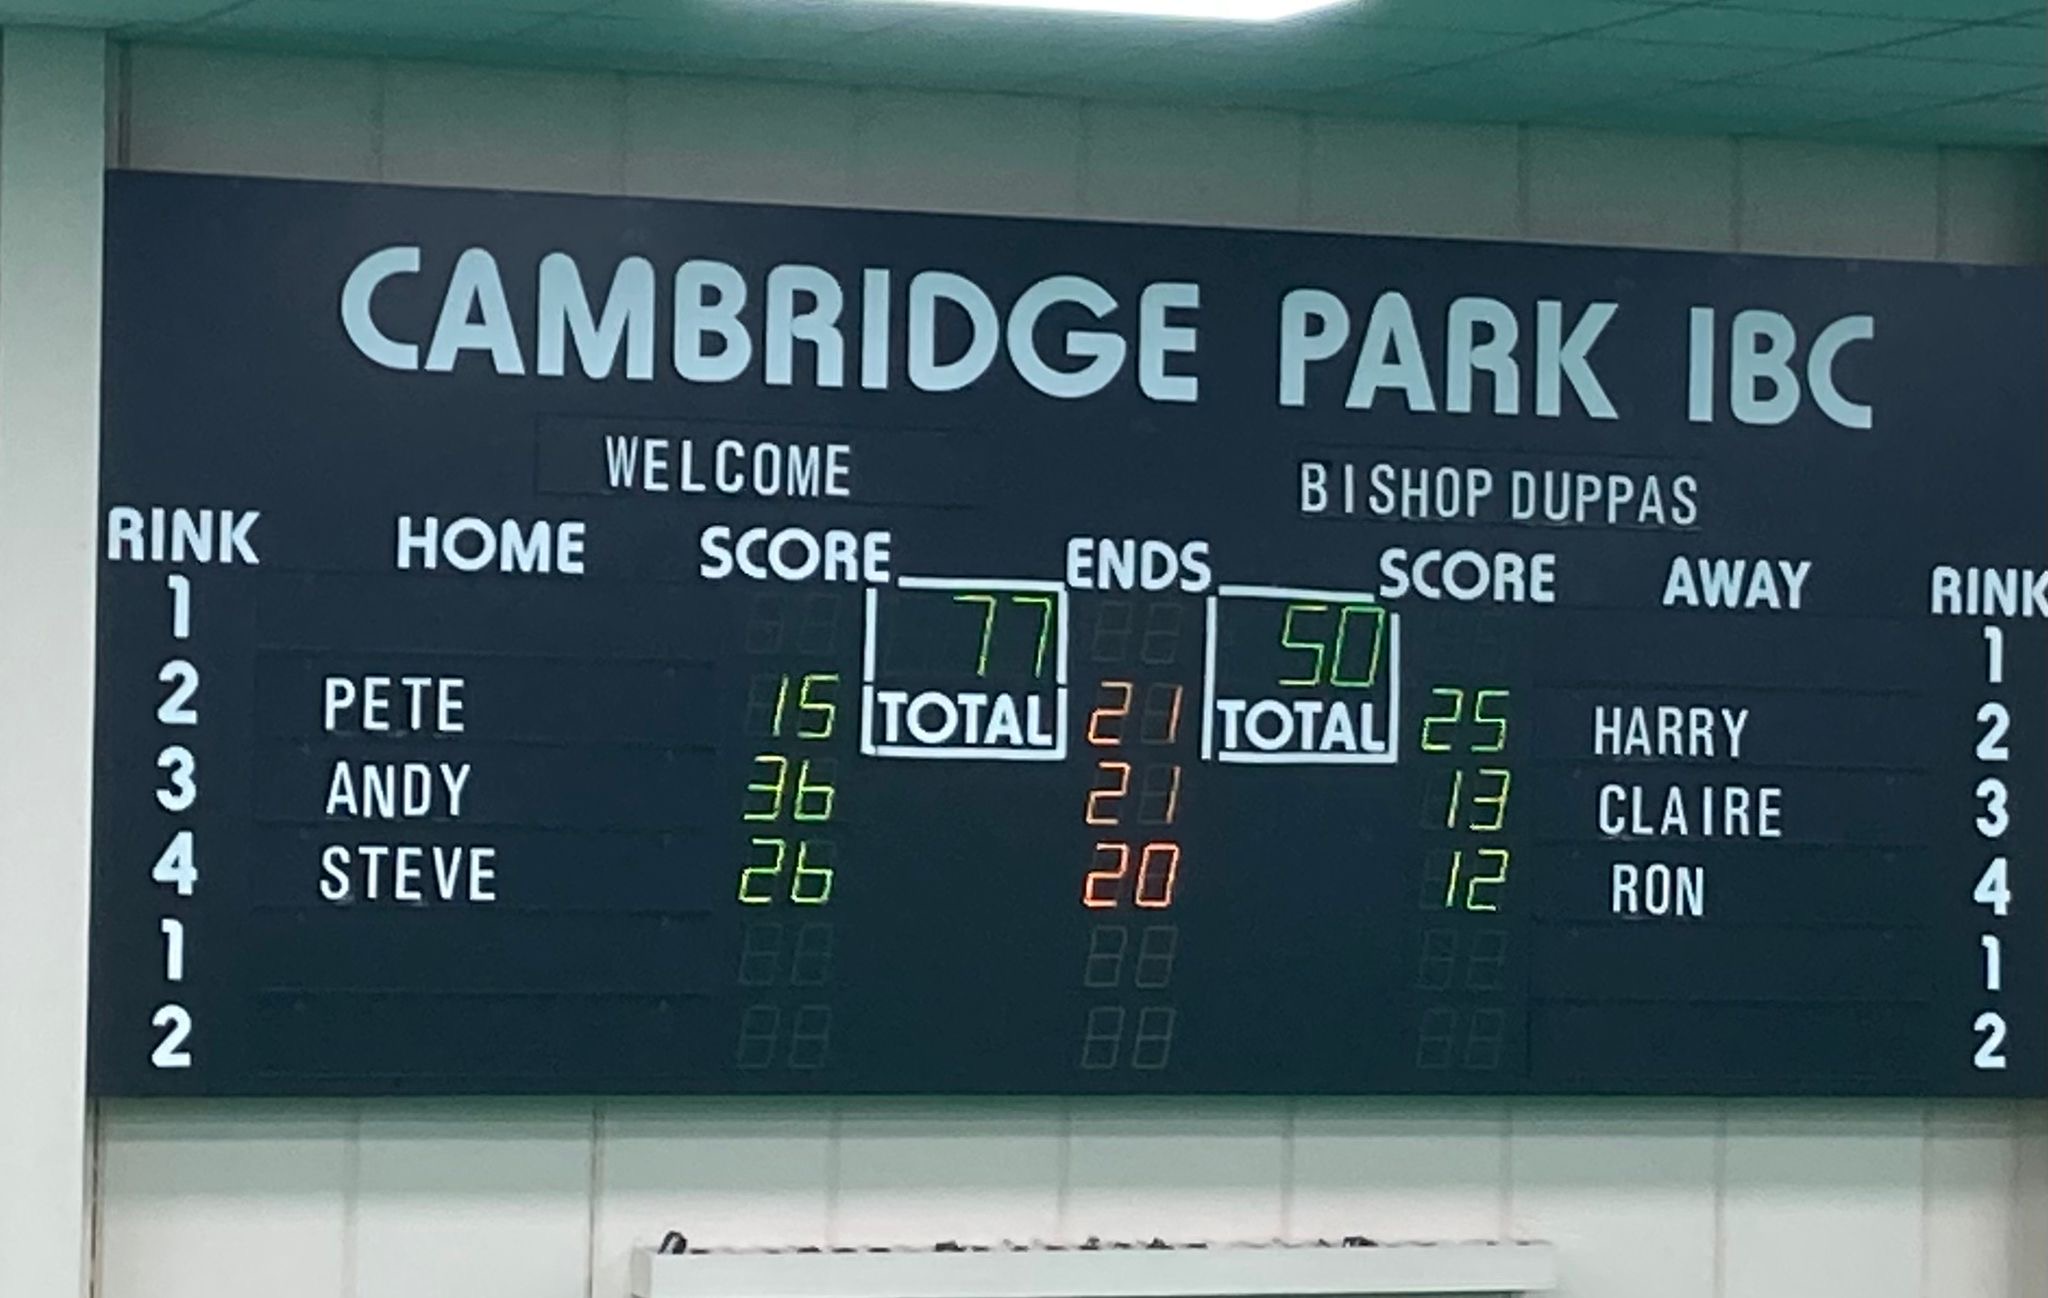 CAMBRIDGE PARK IBC
WELCOME BISHOP DUPPAS
RINK HOME SCORE ENDS SCORE AWAY RINK
1 77 50 1
2 PETE 15 TOTAL 21 TOTAL 25 HARRY 2
3 ANDY 36 21 13 CLAIRE 3
4 STEVE 26 20 12 RON 4
1 1
2 2